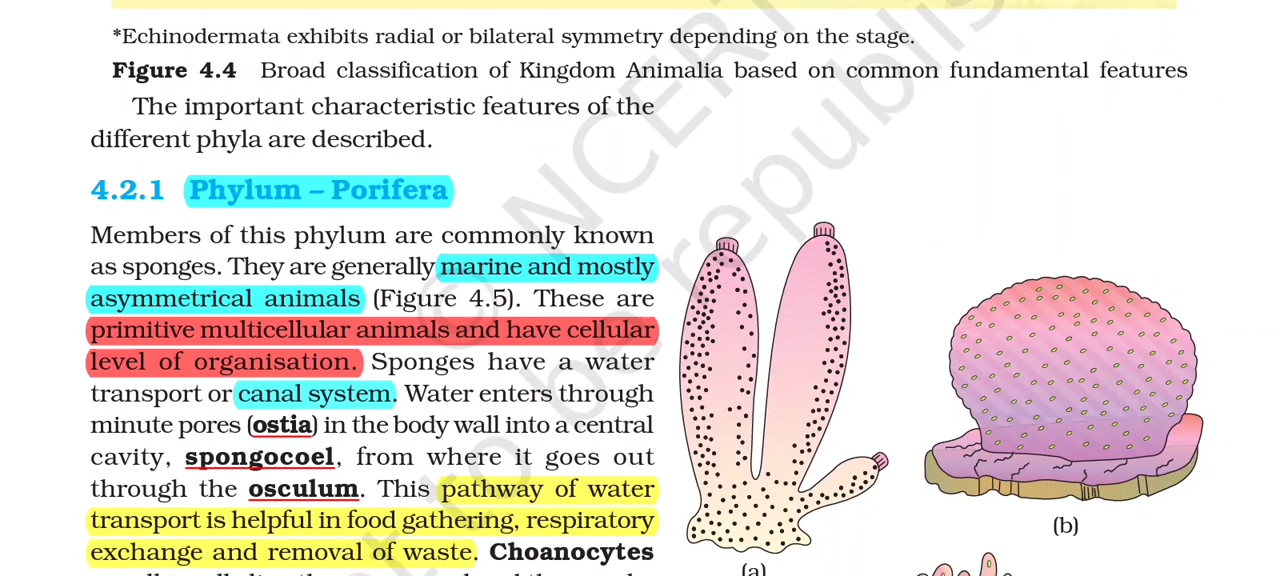 *Echinodermata exhibits radial or bilateral symmetry depending on the stage.
Figure 4.4 Broad classification of Kingdom Animalia based on common fundamental features
The important characteristic features of the
different phyla are described.
4.2.1 Phylum – Porifera
Members of this phylum are commonly known
as sponges. They are generally marine and mostly
asymmetrical animals (Figure 4.5). These are
primitive multicellular animals and have cellular
level of organisation. Sponges have a water
transport or canal system. Water enters through
minute pores (ostia) in the body wall into a central
cavity, spongocoel, from where it goes out
through the osculum. This pathway of water
transport is helpful in food gathering, respiratory
exchange and removal of waste. Choanocytes
(a)
(b)
© NCERT
be republis